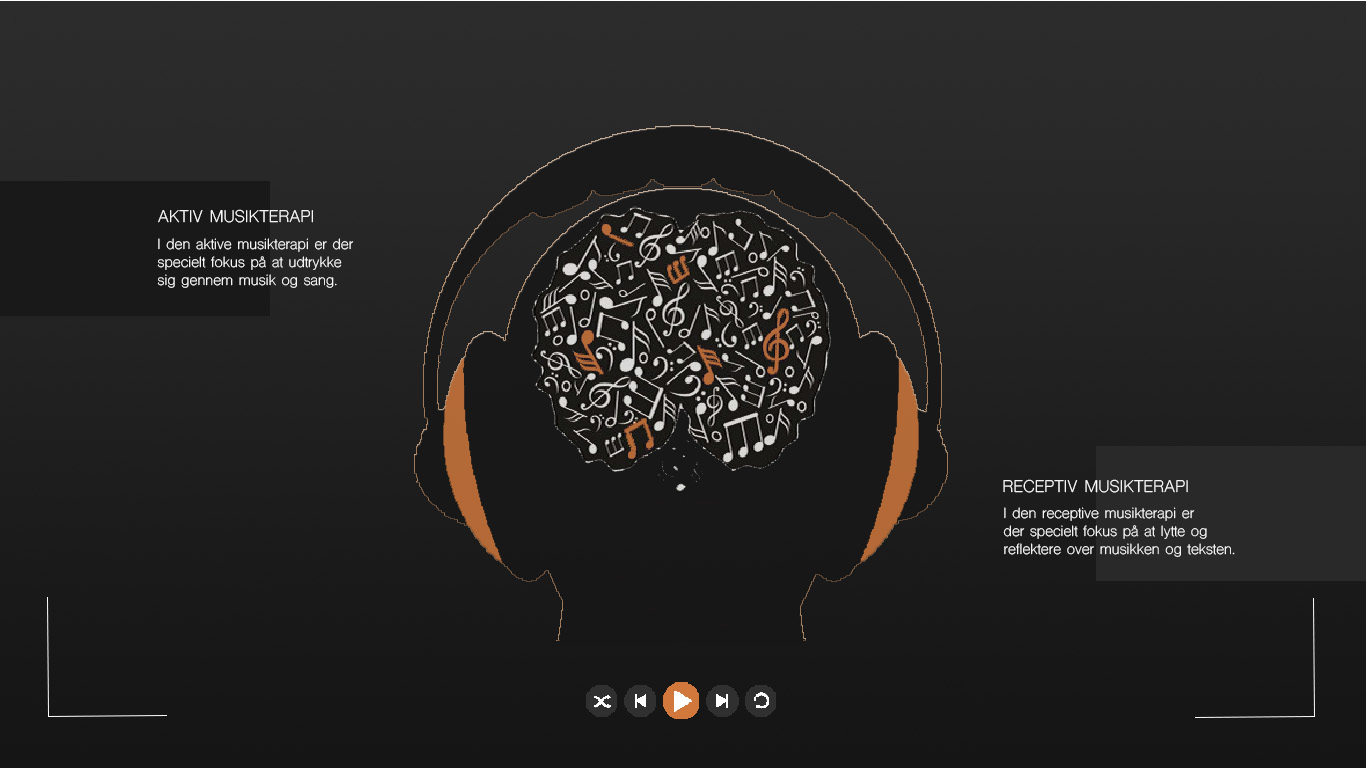 AKTIV MUSIKTERAPI
I den aktive musikterapi er der
specielt fokus på at udtrykke
sig gennem musik og sang.
RECEPTIV MUSIKTERAPI
I den receptive musikterapi er
der specielt fokus på at lytte og
reflektere over musikken og teksten.